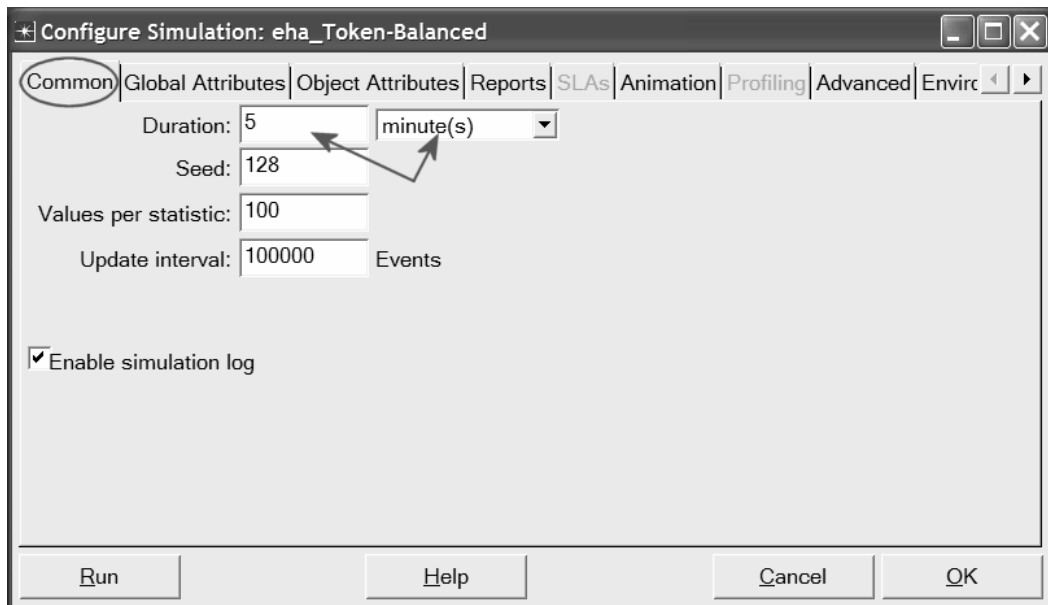 Configure Simulation: eha_Token-Balanced
Common Global Attributes Object Attributes Reports SLAs Animation Profiling Advanced Envirc
Duration: 5 minute(s)
Seed: 128
Values per statistic: 100
Update interval: 100000 Events
Enable simulation log
Run Help Cancel OK